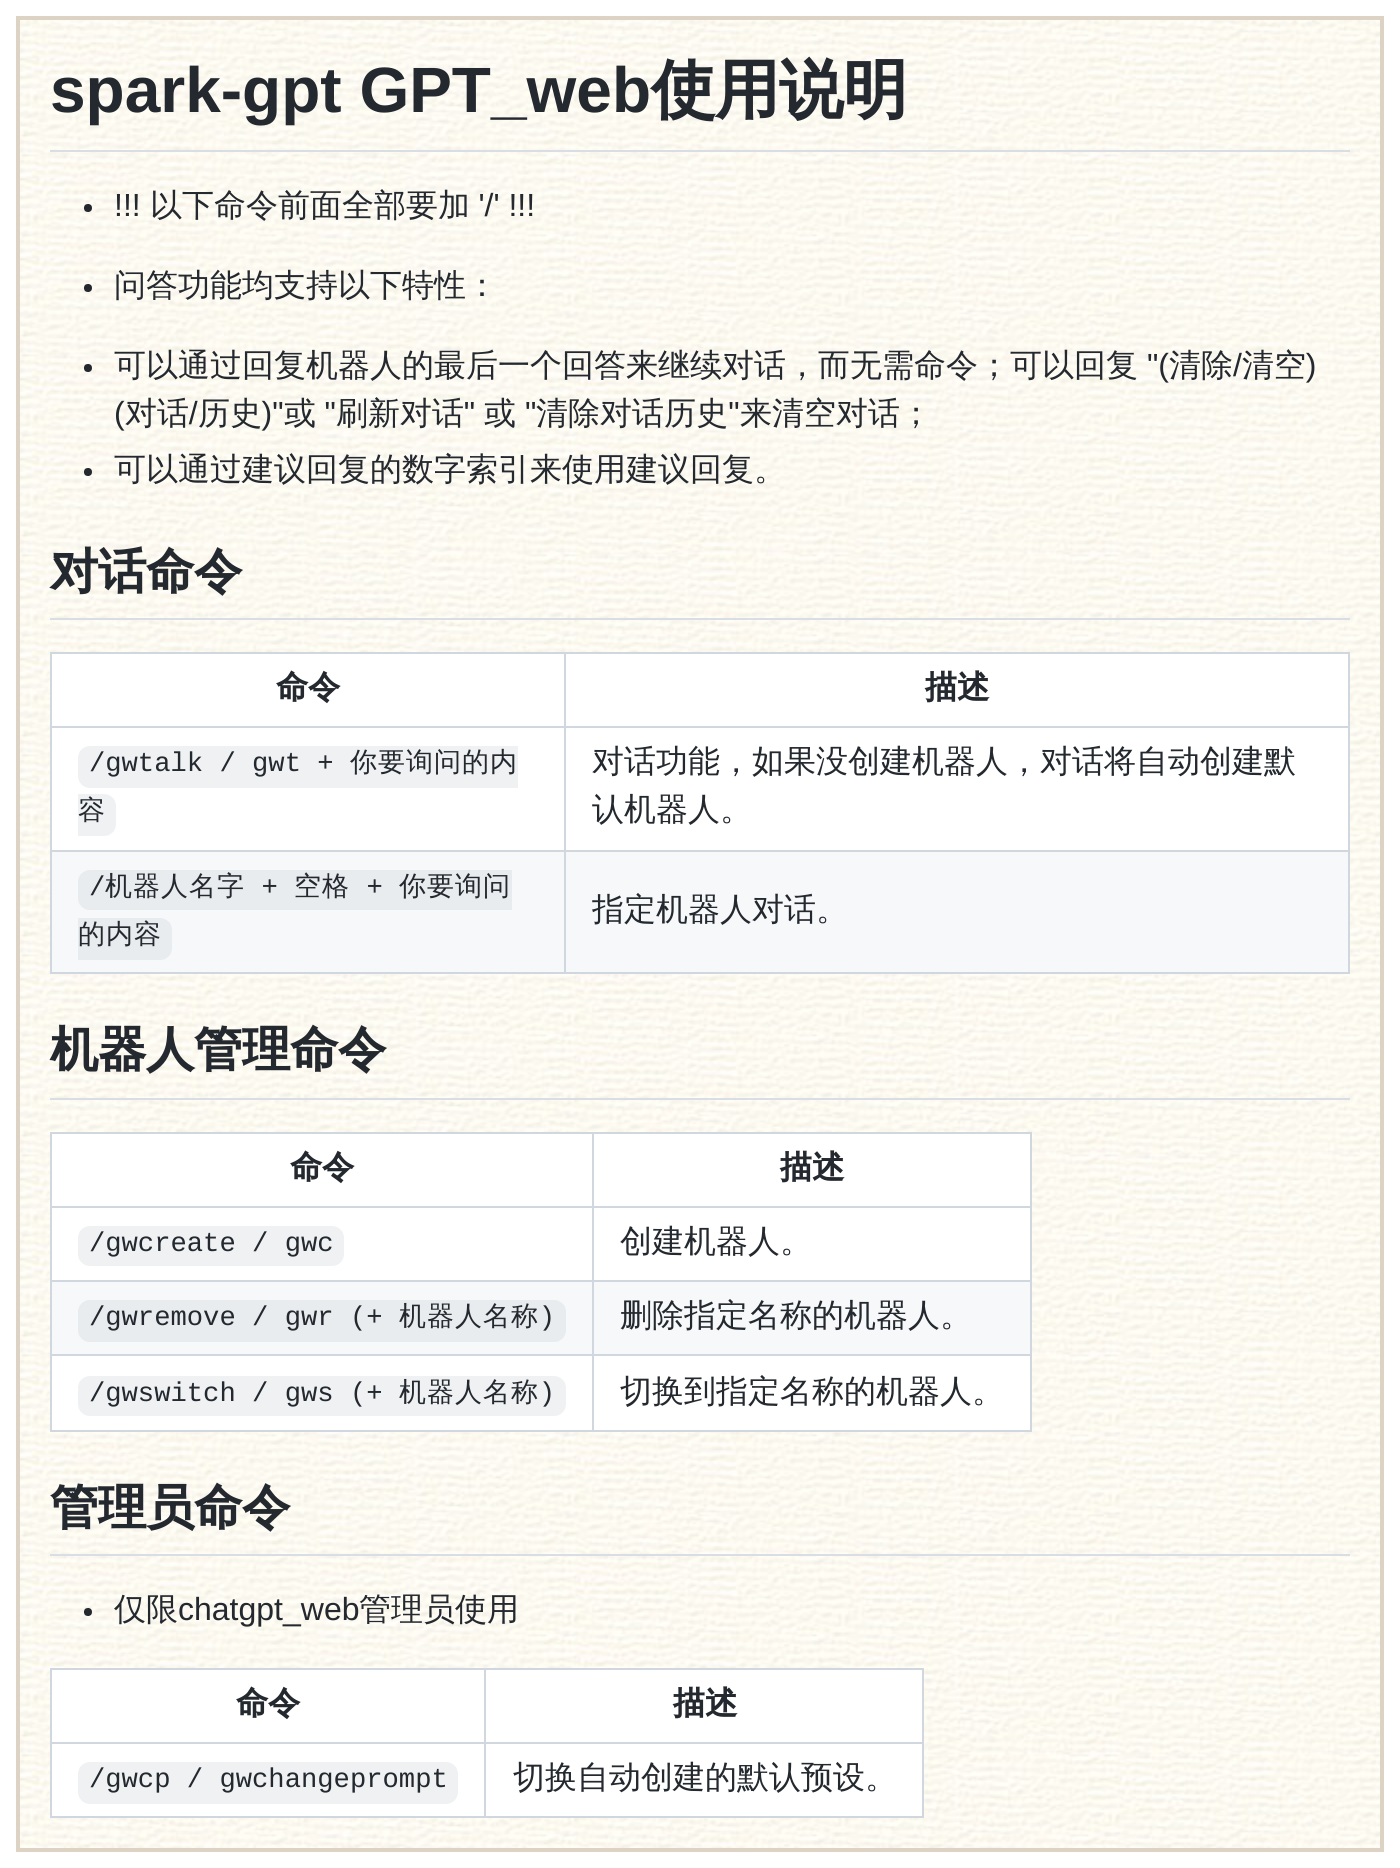 spark-gpt GPT_web使用说明
!!! 以下命令前面全部要加 '/' !!!
问答功能均支持以下特性：
可以通过回复机器人的最后一个回答来继续对话，而无需命令；可以回复 "(清除/清空)
(对话/历史)"或 "刷新对话" 或 "清除对话历史"来清空对话；
可以通过建议回复的数字索引来使用建议回复。
对话命令
命令 描述
/gwtalk / gwt + 你要询问的内
容
对话功能，如果没创建机器人，对话将自动创建默
认机器人。
/机器人名字 + 空格 + 你要询问
的内容
指定机器人对话。
机器人管理命令
命令 描述
/gwcreate / gwc 创建机器人。
/gwremove / gwr (+ 机器人名称) 删除指定名称的机器人。
/gwswitch / gws (+ 机器人名称) 切换到指定名称的机器人。
管理员命令
仅限chatgpt_web管理员使用
命令 描述
/gwcp / gwchangeprompt 切换自动创建的默认预设。